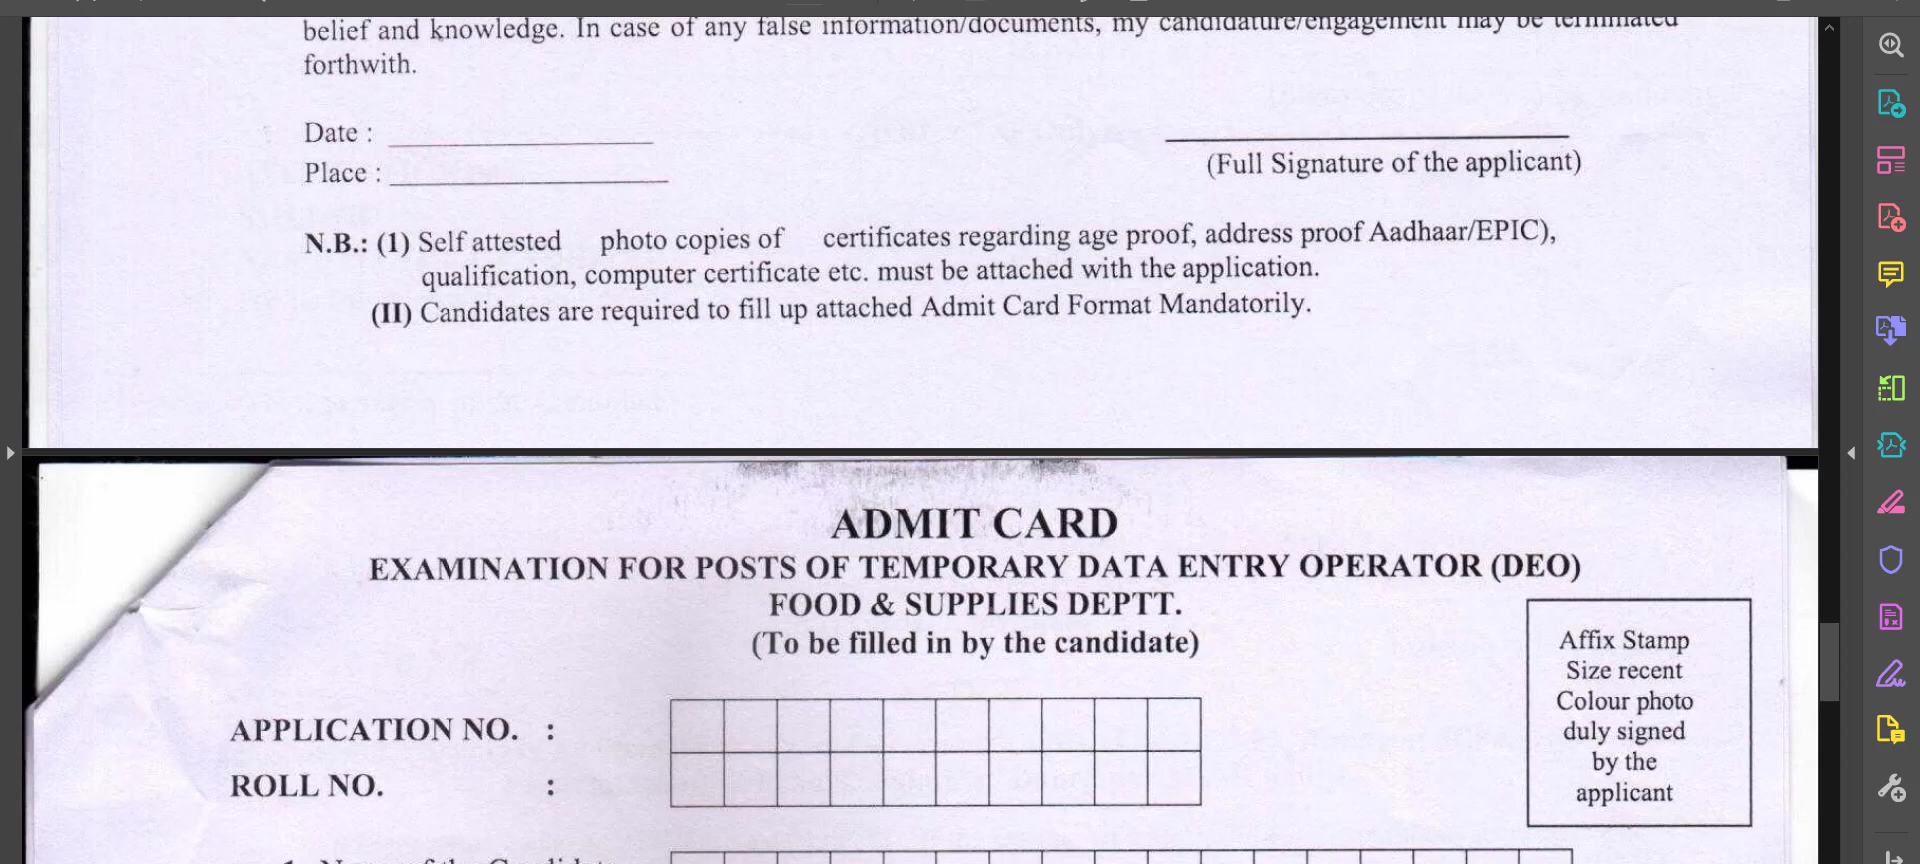 belief and knowledge. In case of any false information/documents, my candidature/engagement may be terminated
forthwith.
Date :
Place :
(Full Signature of the applicant)
N.B.: (1) Self attested photo copies of certificates regarding age proof, address proof Aadhaar/EPIC),
qualification, computer certificate etc. must be attached with the application.
(II) Candidates are required to fill up attached Admit Card Format Mandatorily.
ADMIT CARD
EXAMINATION FOR POSTS OF TEMPORARY DATA ENTRY OPERATOR (DEO)
FOOD & SUPPLIES DEPTT.
(To be filled in by the candidate)
Affix Stamp
Size recent
Colour photo
duly signed
by the
applicant
APPLICATION NO. :
ROLL NO. :